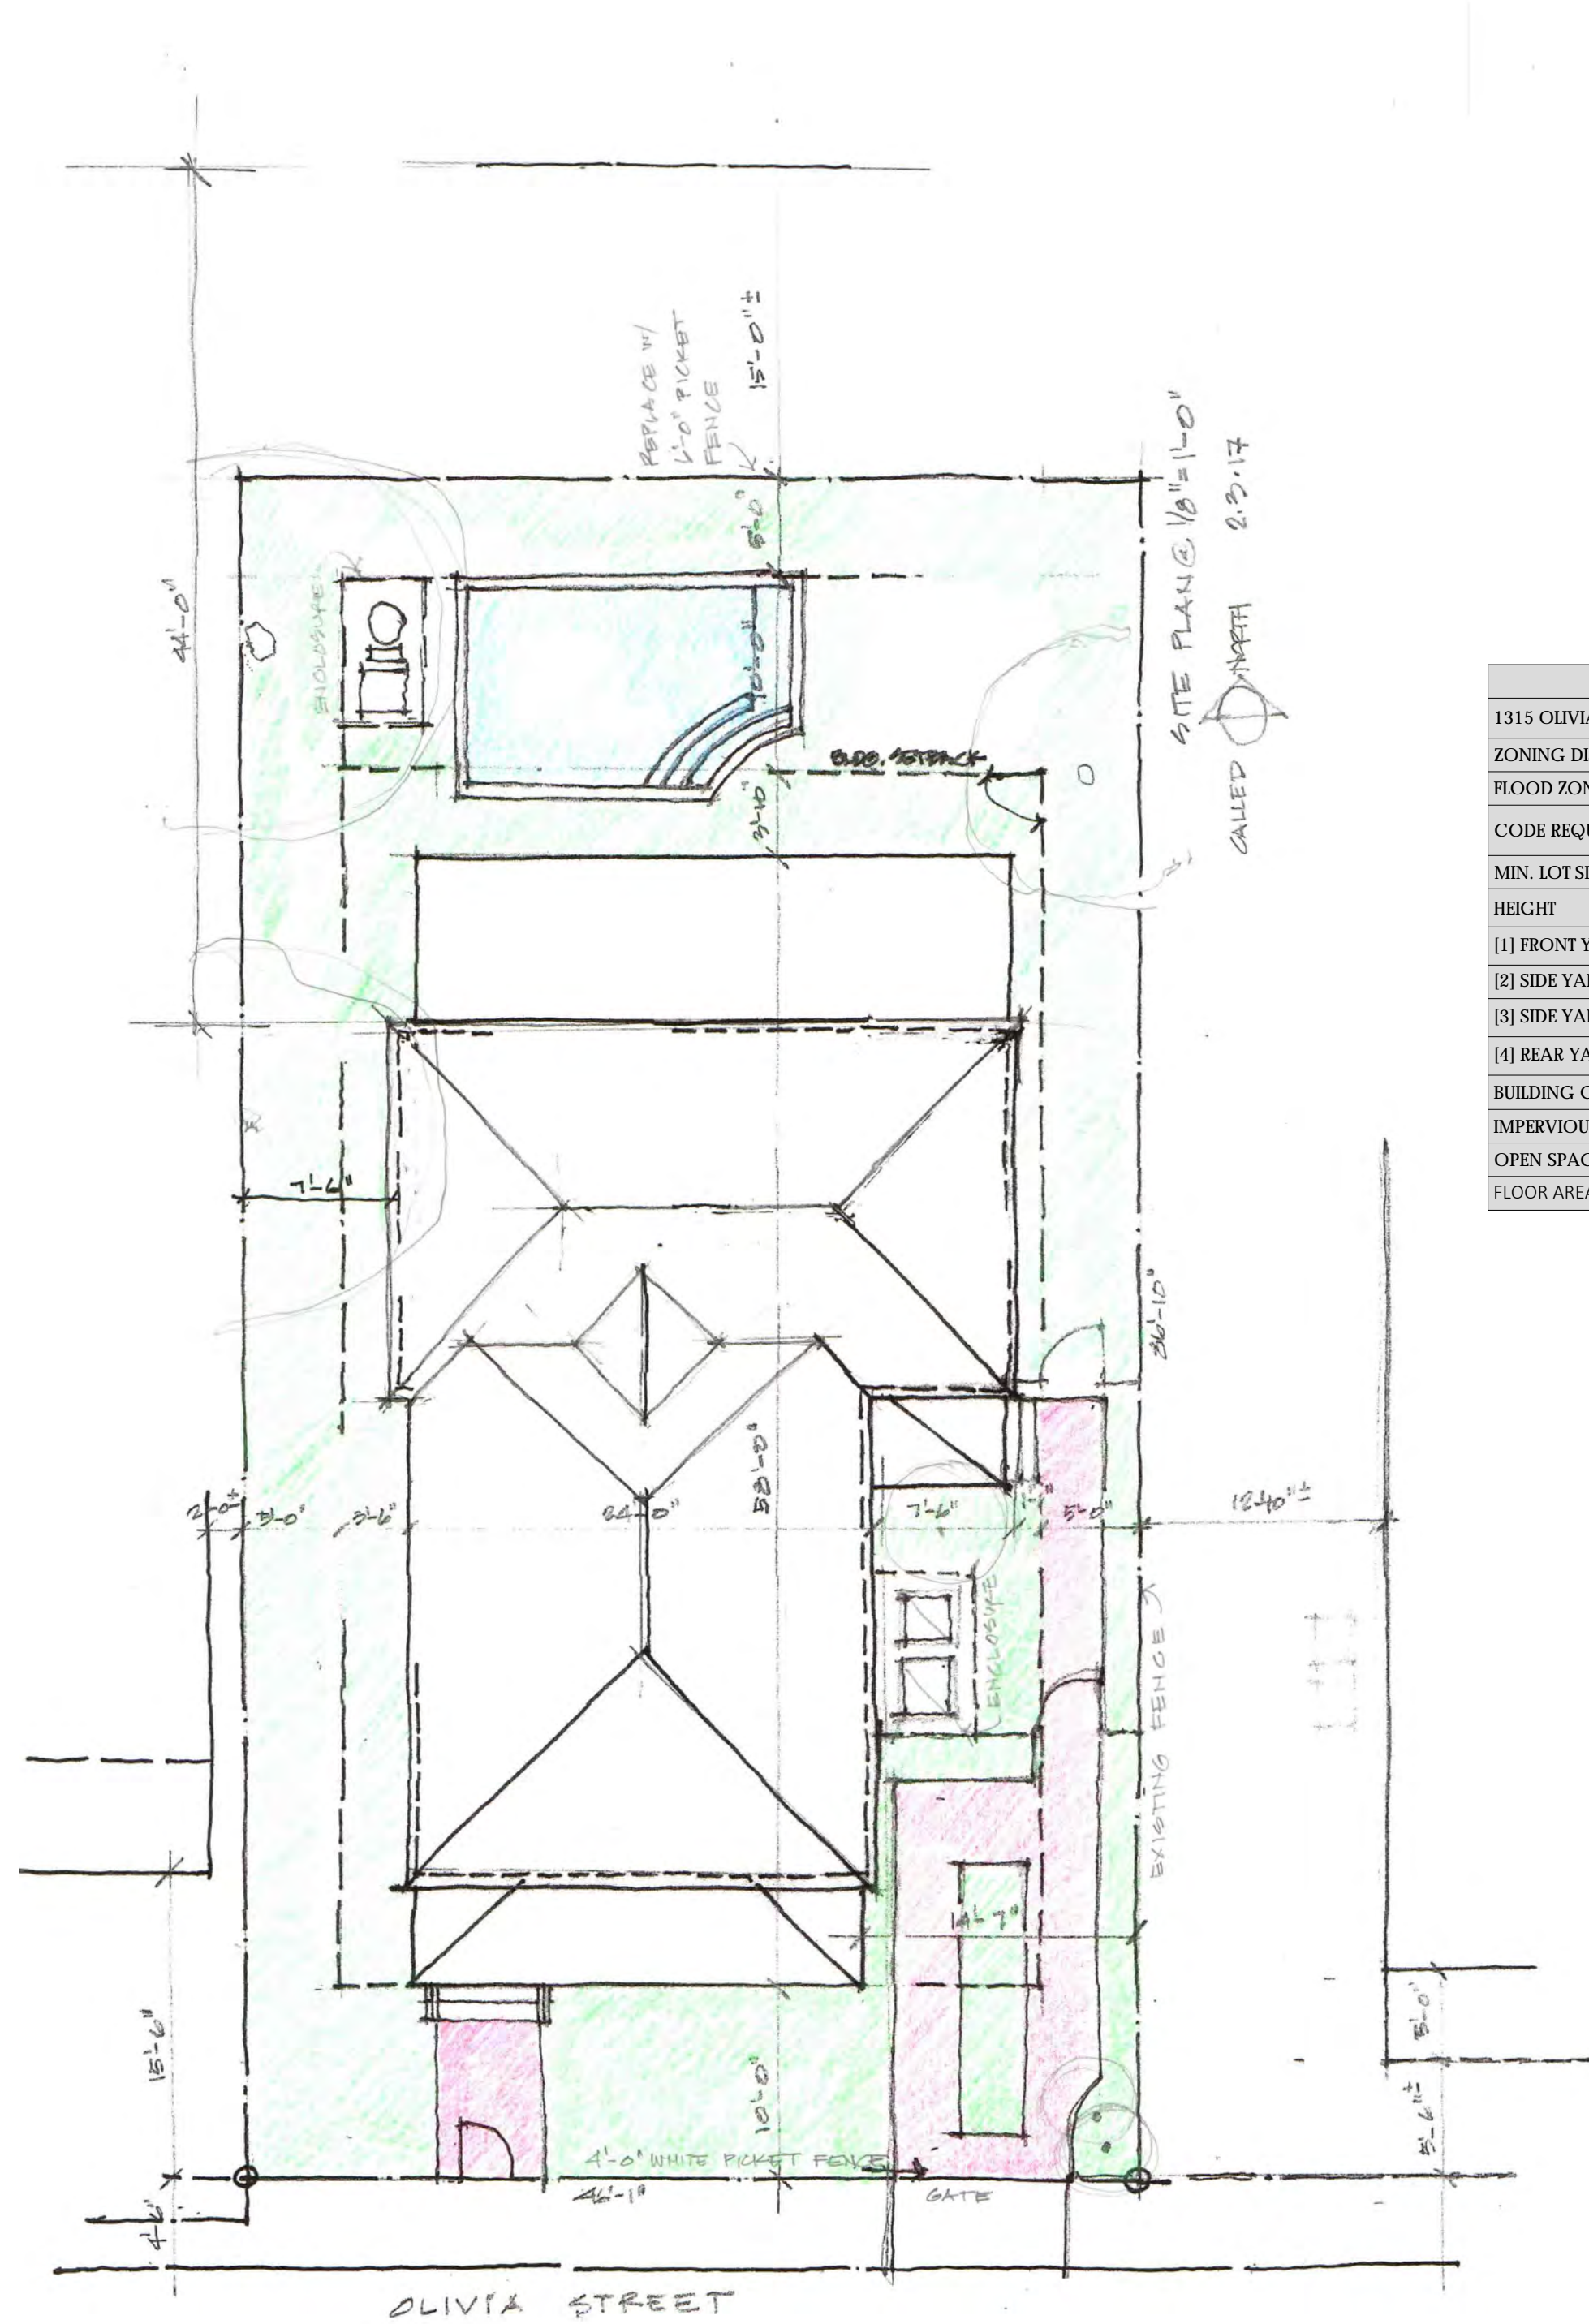 REPLACE W/
6'-0" PICKET
FENCE
15'-0" ±
44'-0"
5'-0"
ENCLOSURE
10'-0"
BLDG. SETBACK
3'-10"
SITE PLAN @ 1/8"=1'-0"
CALLED NORTH 2.3.17
1315 OLIVIA
ZONING DI
FLOOD ZON
CODE REQU
MIN. LOT SI
HEIGHT
[1] FRONT Y
[2] SIDE YA
[3] SIDE YA
[4] REAR YA
BUILDING C
IMPERVIOU
OPEN SPAC
FLOOR AREA
7'-6"
86'-10"
58'-0"
2'-0"±
5'-0"
3'-6"
24'-0"
7'-6"
5'-0"
12'-10"±
ENCLOSURE
EXISTING FENCE
14'-7"
15'-6"
10'-0"
5'-0"
5'-6"±
4'-0" WHITE PICKET FENCE
46'-1"
GATE
4'-6"
OLIVIA STREET